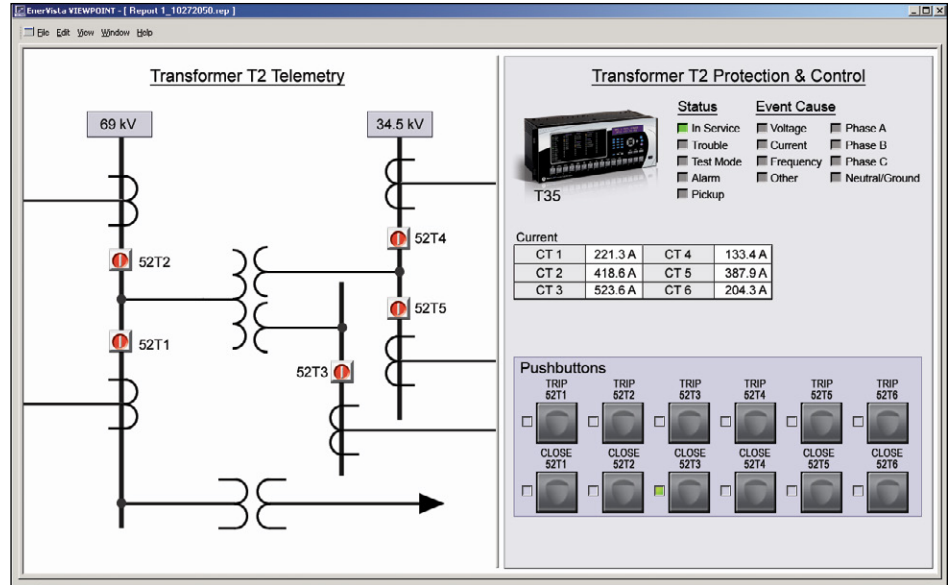 EnerVista VIEWPOINT - [ Report 1_10272050.rep ]
File Edit View Window Help
Transformer T2 Telemetry
69 kV
34.5 kV
52T4
52T2
52T5
52T1
52T3
Transformer T2 Protection & Control
Status Event Cause
In Service Voltage Phase A
Trouble Current Phase B
Test Mode Frequency Phase C
Alarm Other Neutral/Ground
Pickup
T35
Current
CT 1 221.3 A CT 4 133.4 A
CT 2 418.6 A CT 5 387.9 A
CT 3 523.6 A CT 6 204.3 A
Pushbuttons
TRIP TRIP TRIP TRIP TRIP TRIP
52T1 52T2 52T3 52T4 52T5 52T6
CLOSE CLOSE CLOSE CLOSE CLOSE CLOSE
52T1 52T2 52T3 52T4 52T5 52T6